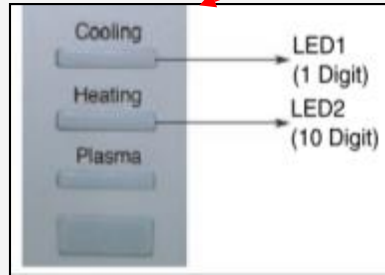 Cooling
LED1
(1 Digit)
Heating
LED2
(10 Digit)
Plasma